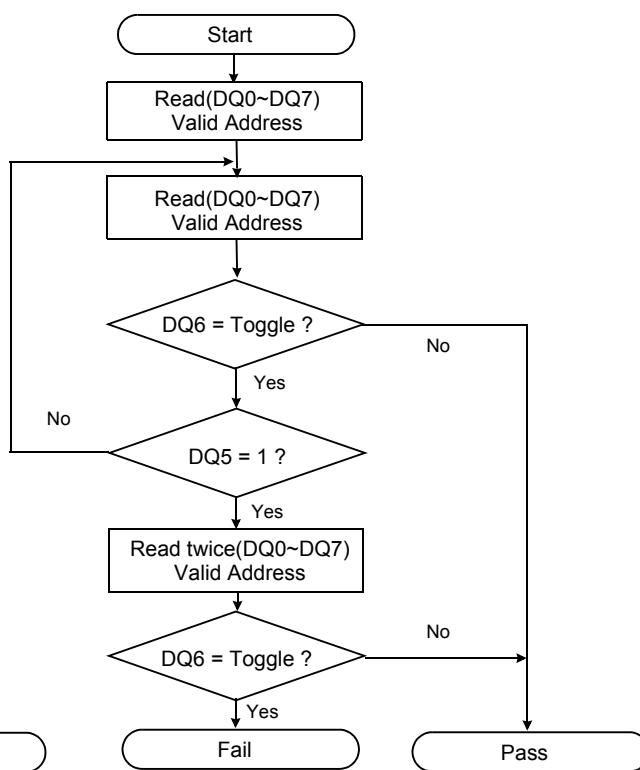 Start
Read(DQ0~DQ7)
Valid Address
Read(DQ0~DQ7)
Valid Address
DQ6 = Toggle ?
No
Yes
No
DQ5 = 1 ?
Yes
Read twice(DQ0~DQ7)
Valid Address
No
DQ6 = Toggle ?
Yes
Fail
Pass